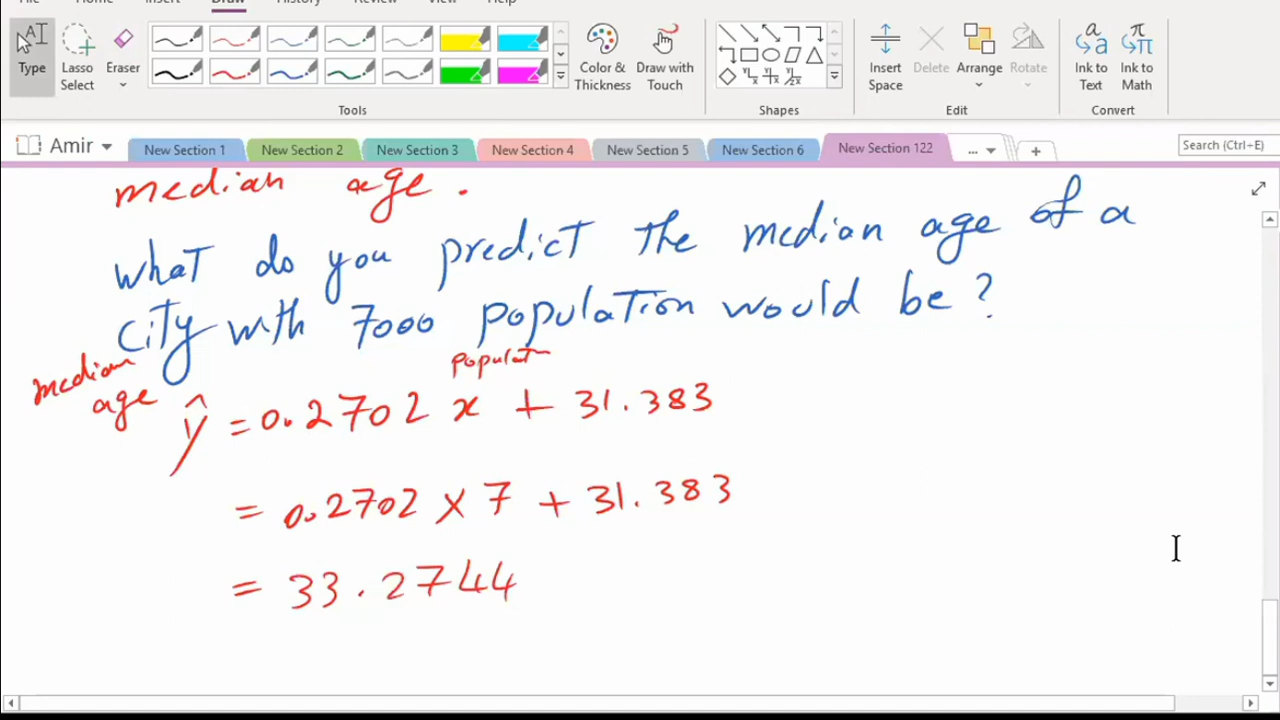 File Home Insert Draw History Review View Help
Type
Lasso Select
Eraser
Color & Thickness
Draw with Touch
Insert Space
Delete
Arrange
Rotate
Ink to Text
Ink to Math
Tools
Shapes
Edit
Convert
Amir
New Section 1
New Section 2
New Section 3
New Section 4
New Section 5
New Section 6
New Section 122
...
Search (Ctrl+E)
median age.
What do you predict the median age of a
City with 7000 population would be?
median age
populat
ŷ = 0.2702 x + 31.383
= 0.2702 × 7 + 31.383
= 33.2744